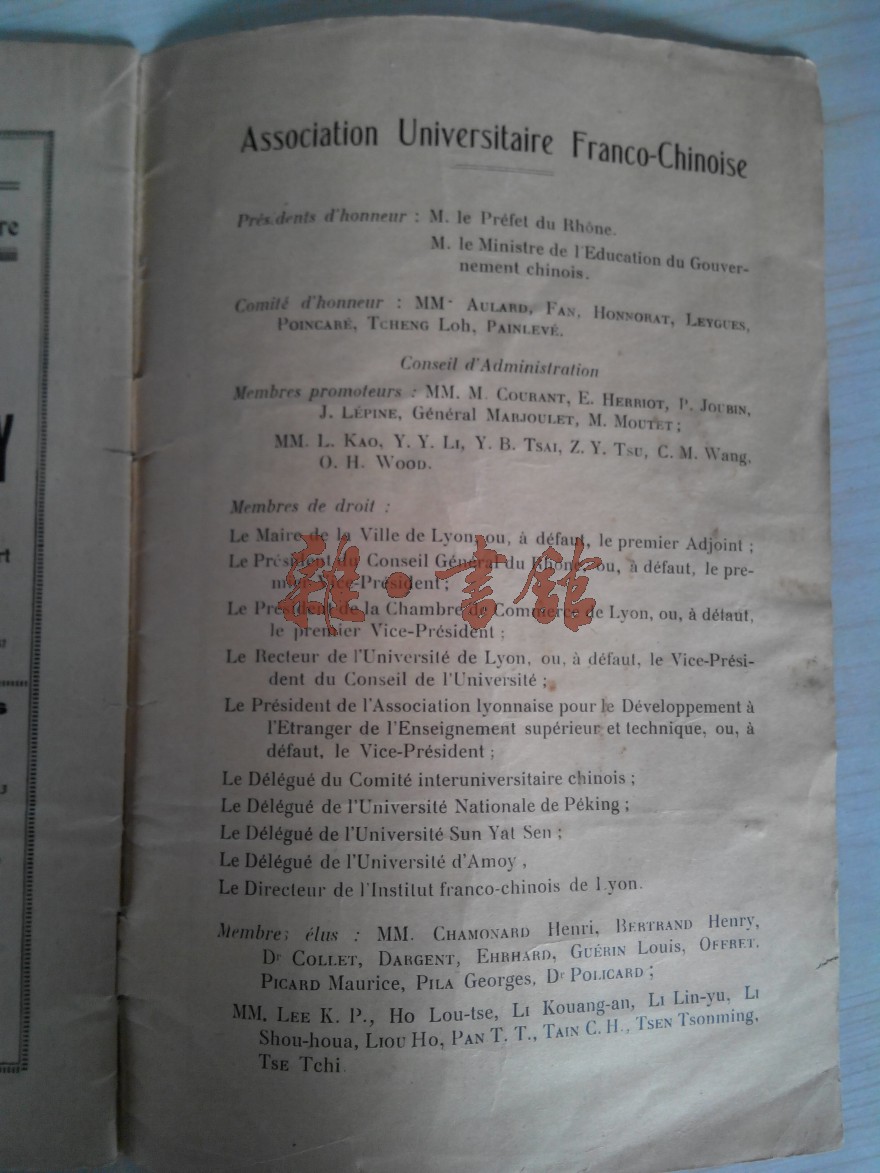 Association Universitaire Franco-Chinoise
Présidents d'honneur : M. le Préfet du Rhône.
M. le Ministre de l'Education du Gouver-
nement chinois.
Comité d'honneur : MM. AULARD, FAN, HONNORAT, LEYGUES,
POINCARÉ, TCHENG Loh, PAINLEVÉ.
Conseil d'Administration
Membres promoteurs : MM. M. COURANT, E. HERRIOT, P. JOUBIN,
J. LÉPINE, Général MARJOULET, M. MOUTET ;
MM. L. KAO, Y. Y. LI, Y. B. TSAI, Z. Y. TSU, C. M. Wang,
O. H. WOOD.
Membres de droit :
Le Maire de la Ville de Lyon, ou, à défaut, le premier Adjoint ;
Le Président du Conseil Général du Rhône, ou, à défaut, le pre-
mier Vice-Président ;
Le Président de la Chambre de Commerce de Lyon, ou, à défaut,
le premier Vice-Président ;
Le Recteur de l'Université de Lyon, ou, à défaut, le Vice-Prési-
dent du Conseil de l'Université ;
Le Président de l'Association lyonnaise pour le Développement à
l'Etranger de l'Enseignement supérieur et technique, ou, à
défaut, le Vice-Président ;
Le Délégué du Comité interuniversitaire chinois ;
Le Délégué de l'Université Nationale de Péking ;
Le Délégué de l'Université Sun Yat Sen ;
Le Délégué de l'Université d'Amoy,
Le Directeur de l'Institut franco-chinois de Lyon.
Membres élus : MM. CHAMONARD Henri, BERTRAND Henry,
Dr COLLET, DARGENT, EHRHARD, GUÉRIN Louis, OFFRET,
PICARD Maurice, PILA Georges, Dr POLICARD ;
MM. LEE K. P., HO Lou-tse, LI Kouang-an, LI Lin-yu, LI
Shou-houa, LIOU HO, PAN T. T., TAIN C. H., TSEN Tsonming,
TSE Tchi.
雜·書館